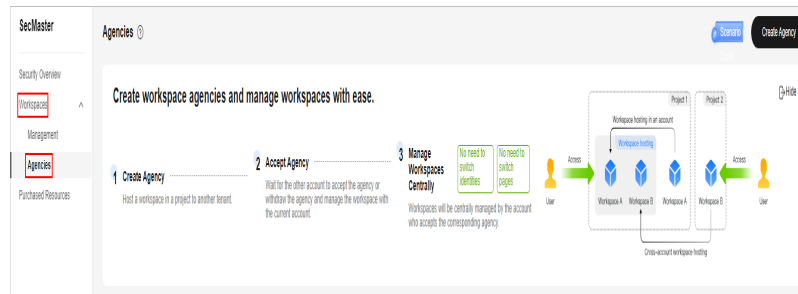 SecMaster
Security Overview
Workspaces
Management
Agencies
Purchased Resources
Agencies
Scenario
Create Agency
Create workspace agencies and manage workspaces with ease.
Hide
1 Create Agency
Host a workspace in a project to another tenant.
2 Accept Agency
Wait for the other account to accept the agency or
withdraw the agency and manage the workspace with
the current account.
3 Manage
Workspaces
Centrally
No need to
switch
identities
No need to
switch
pages
Workspaces will be centrally managed by the account
who accepts the corresponding agency.
Project 1
Project 2
Workspace hosting in an account
Workspace hosting
Access
Access
User
Workspace A
Workspace B
Workspace A
Workspace B
User
Cross-account workspace hosting